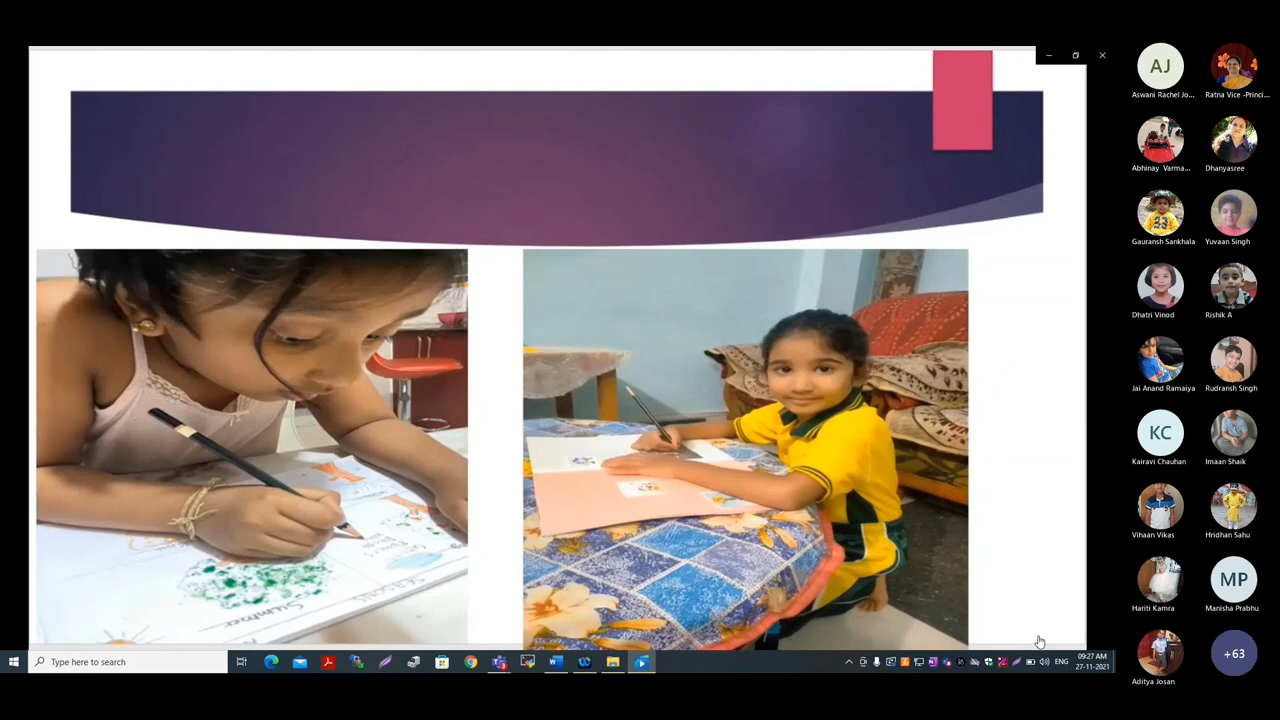 AJ
Aswani Rachel Jo...
Ratna Vice -Princi...
Abhinay Varma...
Dhanyasree
Gauransh Sankhala
Yuvaan Singh
Dhatri Vinod
Rishik A
Jai Anand Ramaiya
Rudransh Singh
KC
Kairavi Chauhan
Imaan Shaik
Vihaan Vikas
Hridhan Sahu
Hariti Kamra
MP
Manisha Prabhu
Aditya Josan
+63
Summer
Type here to search
ENG
09:27 AM
27-11-2021